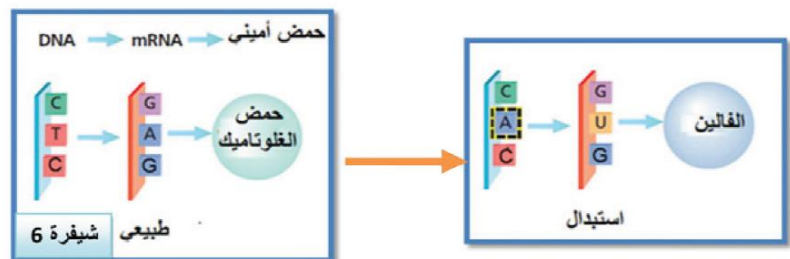 DNA → mRNA → حمض أميني
C G
T A حمض الغلوتاميك
C G
طبيعي
شيفرة 6
C G
A U الفالين
C G
استبدال